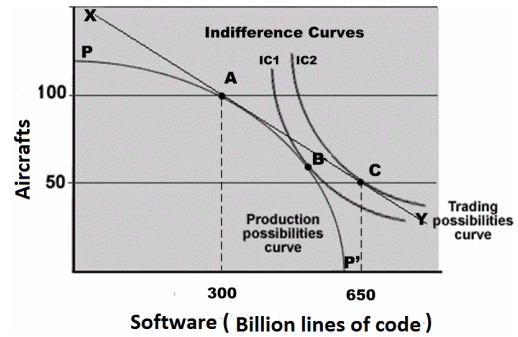 X
Indifference Curves
P
IC1 IC2
A
100
B
C
50
Aircrafts
Production
possibilities
curve
Trading
Y possibilities
curve
P'
300
650
Software ( Billion lines of code )